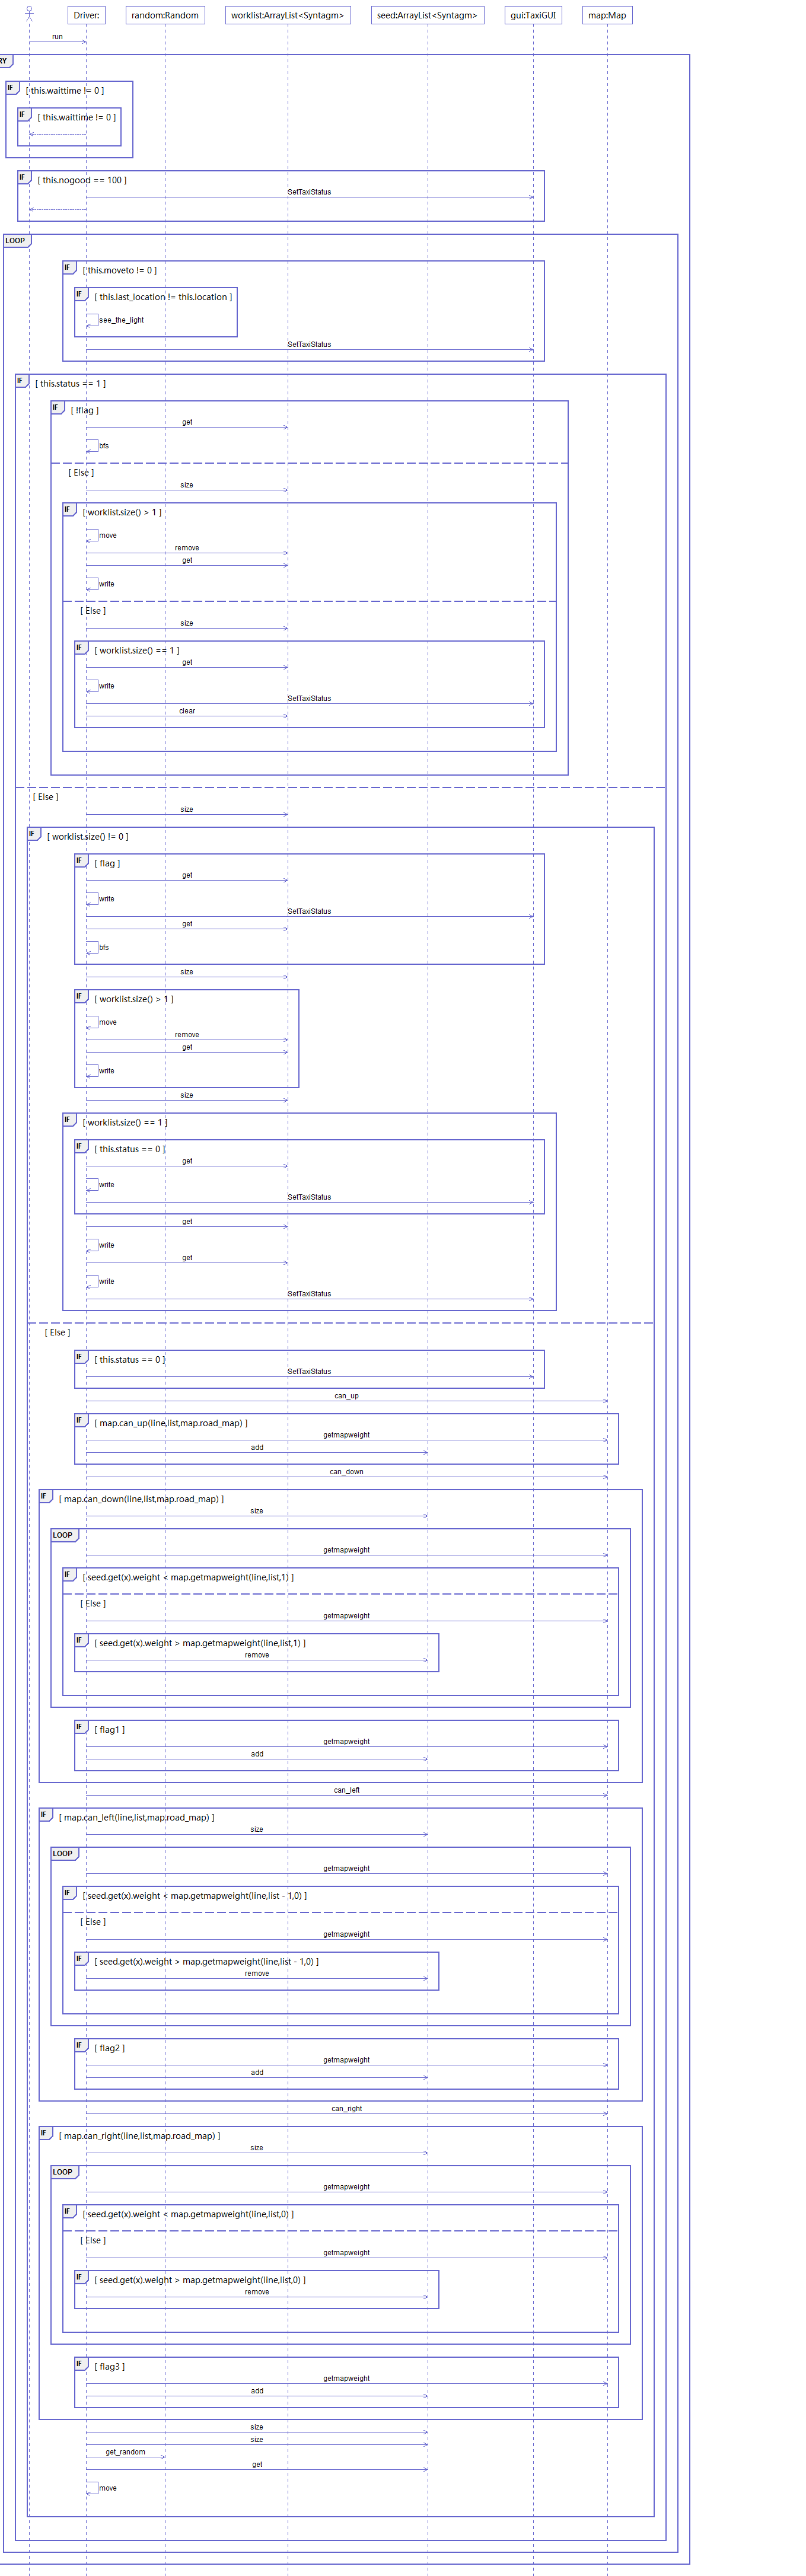 Driver:
random:Random
worklist:ArrayList<Syntagm>
seed:ArrayList<Syntagm>
gui:TaxiGUI
map:Map
run
RY
IF [ this.waittime != 0 ]
IF [ this.waittime != 0 ]
IF [ this.nogood == 100 ]
SetTaxiStatus
LOOP
IF [ this.moveto != 0 ]
IF [ this.last_location != this.location ]
see_the_light
SetTaxiStatus
IF [ this.status == 1 ]
IF [ !flag ]
get
bfs
[ Else ]
size
IF [ worklist.size() > 1 ]
move
remove
get
write
[ Else ]
size
IF [ worklist.size() == 1 ]
get
write
SetTaxiStatus
clear
[ Else ]
size
IF [ worklist.size() != 0 ]
IF [ flag ]
get
write
SetTaxiStatus
get
bfs
size
IF [ worklist.size() > 1 ]
move
remove
get
write
size
IF [ worklist.size() == 1 ]
IF [ this.status == 0 ]
get
write
SetTaxiStatus
get
write
get
write
SetTaxiStatus
[ Else ]
IF [ this.status == 0 ]
SetTaxiStatus
can_up
IF [ map.can_up(line,list,map.road_map) ]
getmapweight
add
can_down
IF [ map.can_down(line,list,map.road_map) ]
size
LOOP
getmapweight
IF [ seed.get(x).weight < map.getmapweight(line,list,1) ]
[ Else ]
getmapweight
IF [ seed.get(x).weight > map.getmapweight(line,list,1) ]
remove
IF [ flag1 ]
getmapweight
add
can_left
IF [ map.can_left(line,list,map.road_map) ]
size
LOOP
getmapweight
IF [ seed.get(x).weight < map.getmapweight(line,list - 1,0) ]
[ Else ]
getmapweight
IF [ seed.get(x).weight > map.getmapweight(line,list - 1,0) ]
remove
IF [ flag2 ]
getmapweight
add
can_right
IF [ map.can_right(line,list,map.road_map) ]
size
LOOP
getmapweight
IF [ seed.get(x).weight < map.getmapweight(line,list,0) ]
[ Else ]
getmapweight
IF [ seed.get(x).weight > map.getmapweight(line,list,0) ]
remove
IF [ flag3 ]
getmapweight
add
size
size
get_random
get
move